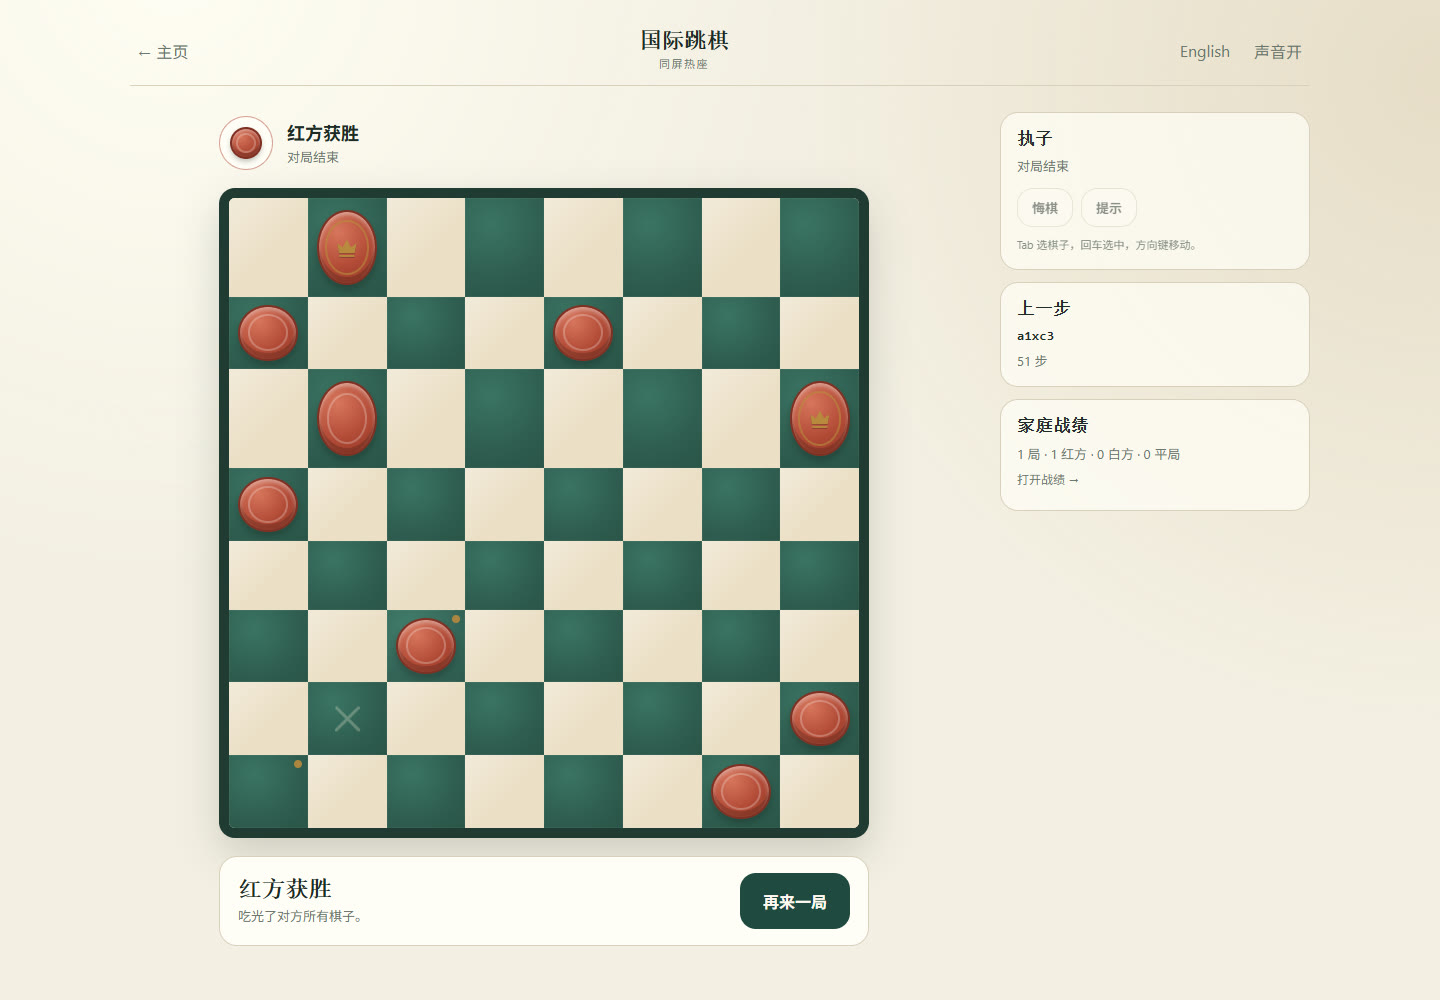 ← 主页
国际跳棋
同屏热座
English 声音开
红方获胜
对局结束
执子
对局结束
悔棋 提示
Tab 选棋子，回车选中，方向键移动。
上一步
a1xc3
51 步
家庭战绩
1 局 · 1 红方 · 0 白方 · 0 平局
打开战绩 →
红方获胜
吃光了对方所有棋子。
再来一局